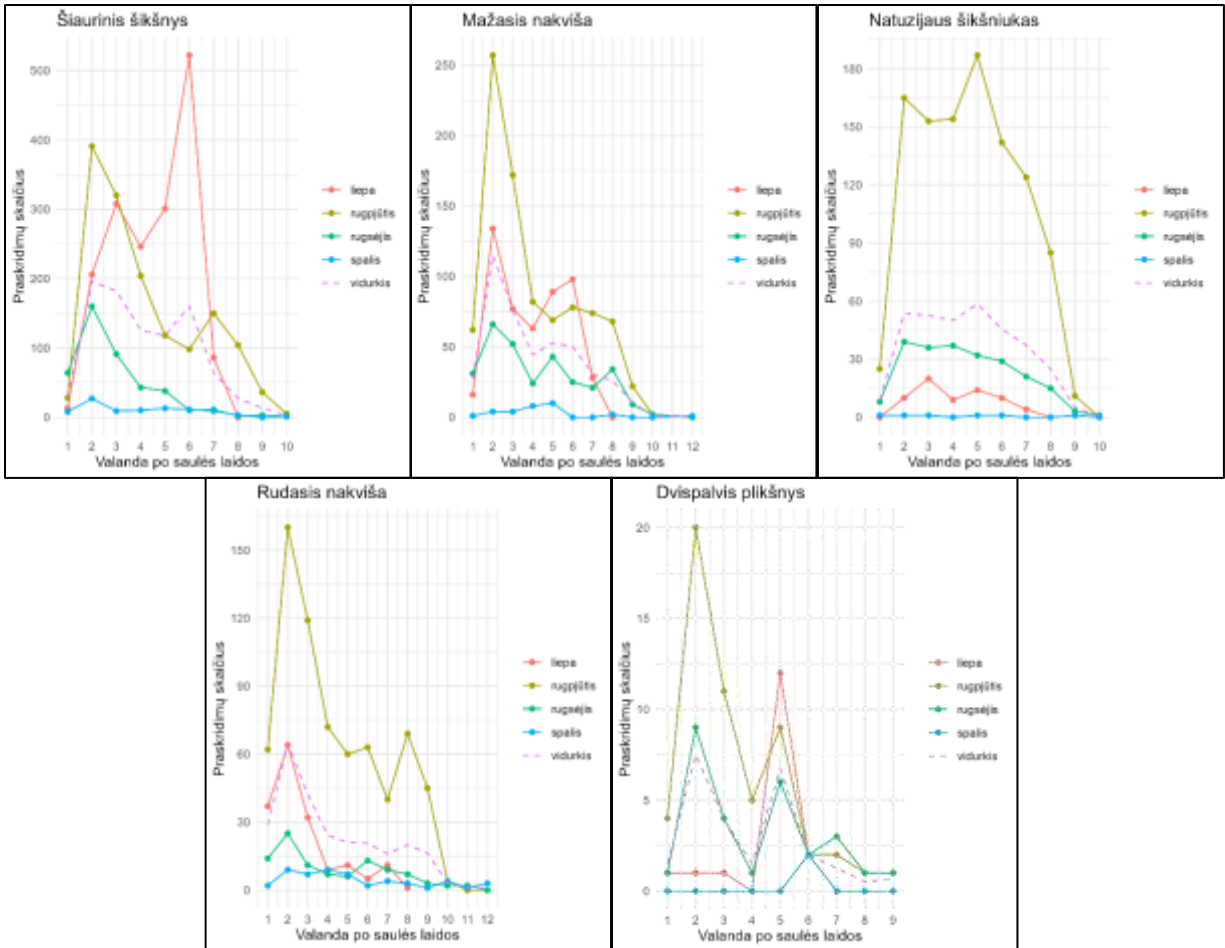 Šiaurinis šikšnys
500
400
300
200
100
0
1 2 3 4 5 6 7 8 9 10
Praskridimų skaičius
Valanda po saulės laidos
liepa
rugpjūtis
rugsėjis
spalis
vidurkis
Mažasis nakviša
250
200
150
100
50
0
1 2 3 4 5 6 7 8 9 10 11 12
Praskridimų skaičius
Valanda po saulės laidos
liepa
rugpjūtis
rugsėjis
spalis
vidurkis
Natuzijaus šikšniukas
180
150
120
90
60
30
0
1 2 3 4 5 6 7 8 9 10
Praskridimų skaičius
Valanda po saulės laidos
liepa
rugpjūtis
rugsėjis
spalis
vidurkis
Rudasis nakviša
150
120
90
60
30
0
1 2 3 4 5 6 7 8 9 10 11 12
Praskridimų skaičius
Valanda po saulės laidos
liepa
rugpjūtis
rugsėjis
spalis
vidurkis
Dvispalvis plikšnys
20
15
10
5
0
1 2 3 4 5 6 7 8 9
Praskridimų skaičius
Valanda po saulės laidos
liepa
rugpjūtis
rugsėjis
spalis
vidurkis